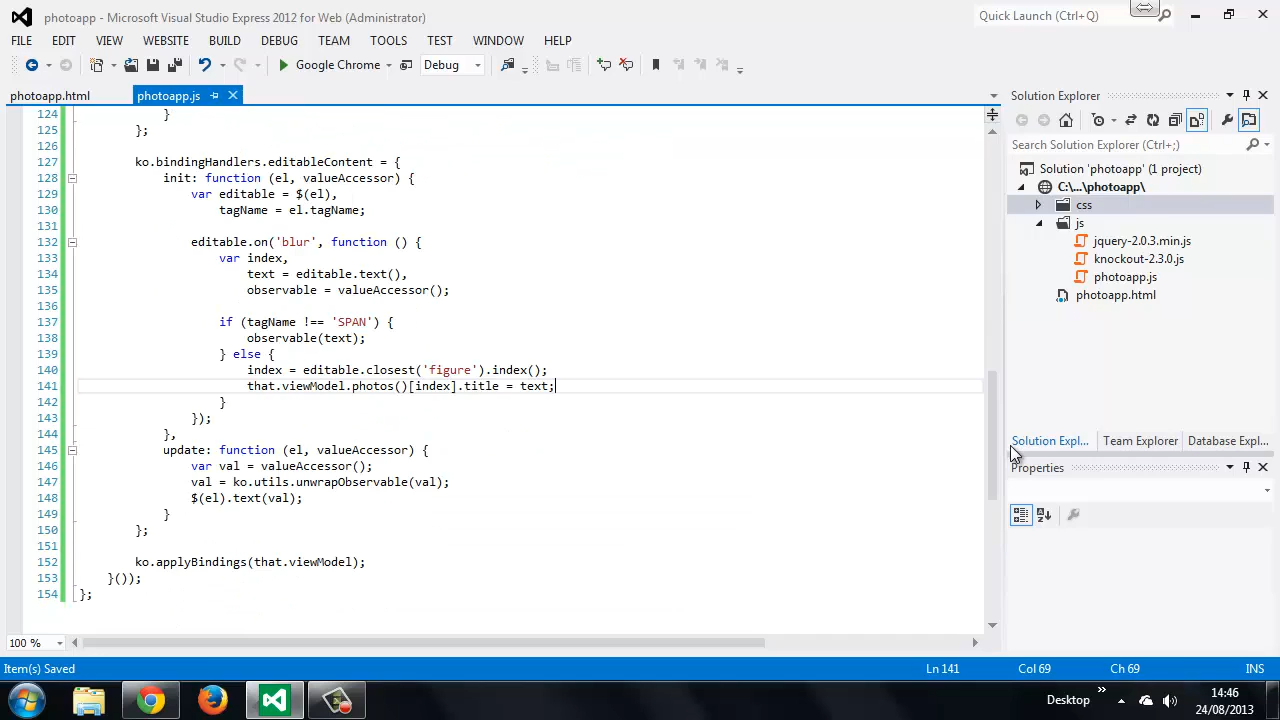 photoapp - Microsoft Visual Studio Express 2012 for Web (Administrator)
Quick Launch (Ctrl+Q)
FILE EDIT VIEW WEBSITE BUILD DEBUG TEAM TOOLS TEST WINDOW HELP
Google Chrome Debug
photoapp.html photoapp.js
124 }
125 };
126
127 ko.bindingHandlers.editableContent = {
128 init: function (el, valueAccessor) {
129 var editable = $(el),
130 tagName = el.tagName;
131
132 editable.on('blur', function () {
133 var index,
134 text = editable.text(),
135 observable = valueAccessor();
136
137 if (tagName !== 'SPAN') {
138 observable(text);
139 } else {
140 index = editable.closest('figure').index();
141 that.viewModel.photos()[index].title = text;
142 }
143 });
144 },
145 update: function (el, valueAccessor) {
146 var val = valueAccessor();
147 val = ko.utils.unwrapObservable(val);
148 $(el).text(val);
149 }
150 };
151
152 ko.applyBindings(that.viewModel);
153 }());
154 };
100 %
Solution Explorer
Search Solution Explorer (Ctrl+;)
Solution 'photoapp' (1 project)
C:\...\photoapp\
css
js
jquery-2.0.3.min.js
knockout-2.3.0.js
photoapp.js
photoapp.html
Solution Expl... Team Explorer Database Expl...
Properties
Item(s) Saved Ln 141 Col 69 Ch 69 INS
Desktop
14:46
24/08/2013